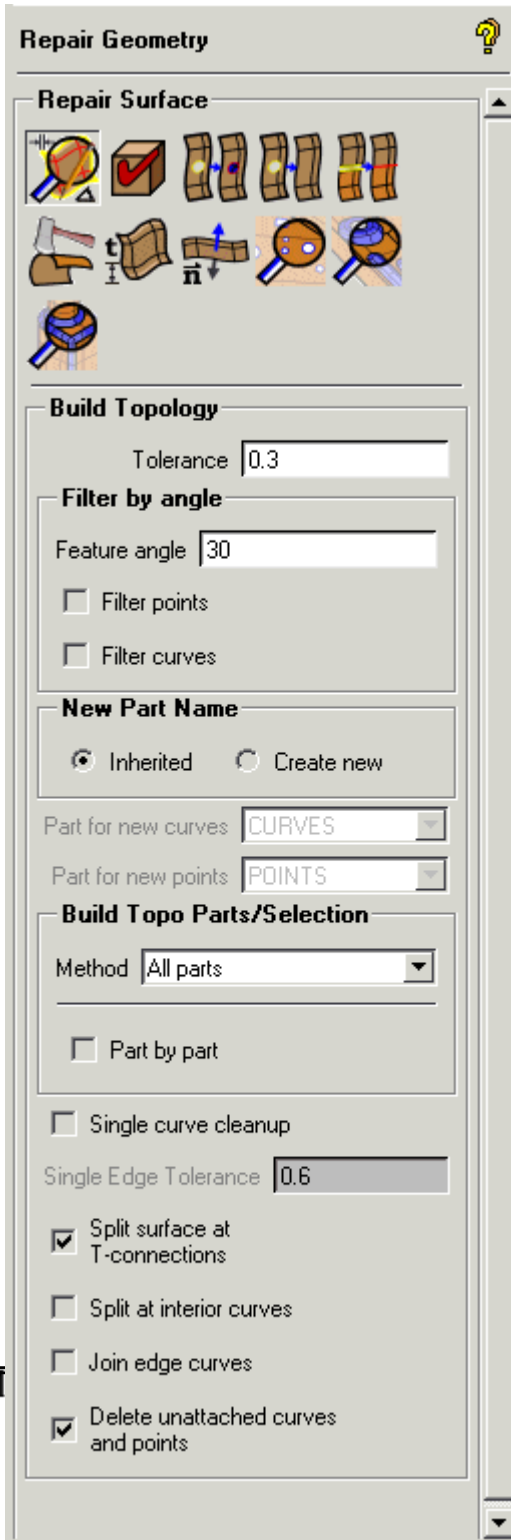 Repair Geometry
Repair Surface
t
n
Build Topology
Tolerance 0.3
Filter by angle
Feature angle 30
Filter points
Filter curves
New Part Name
Inherited Create new
Part for new curves CURVES
Part for new points POINTS
Build Topo Parts/Selection
Method All parts
Part by part
Single curve cleanup
Single Edge Tolerance 0.6
Split surface at
T-connections
Split at interior curves
Join edge curves
Delete unattached curves
and points